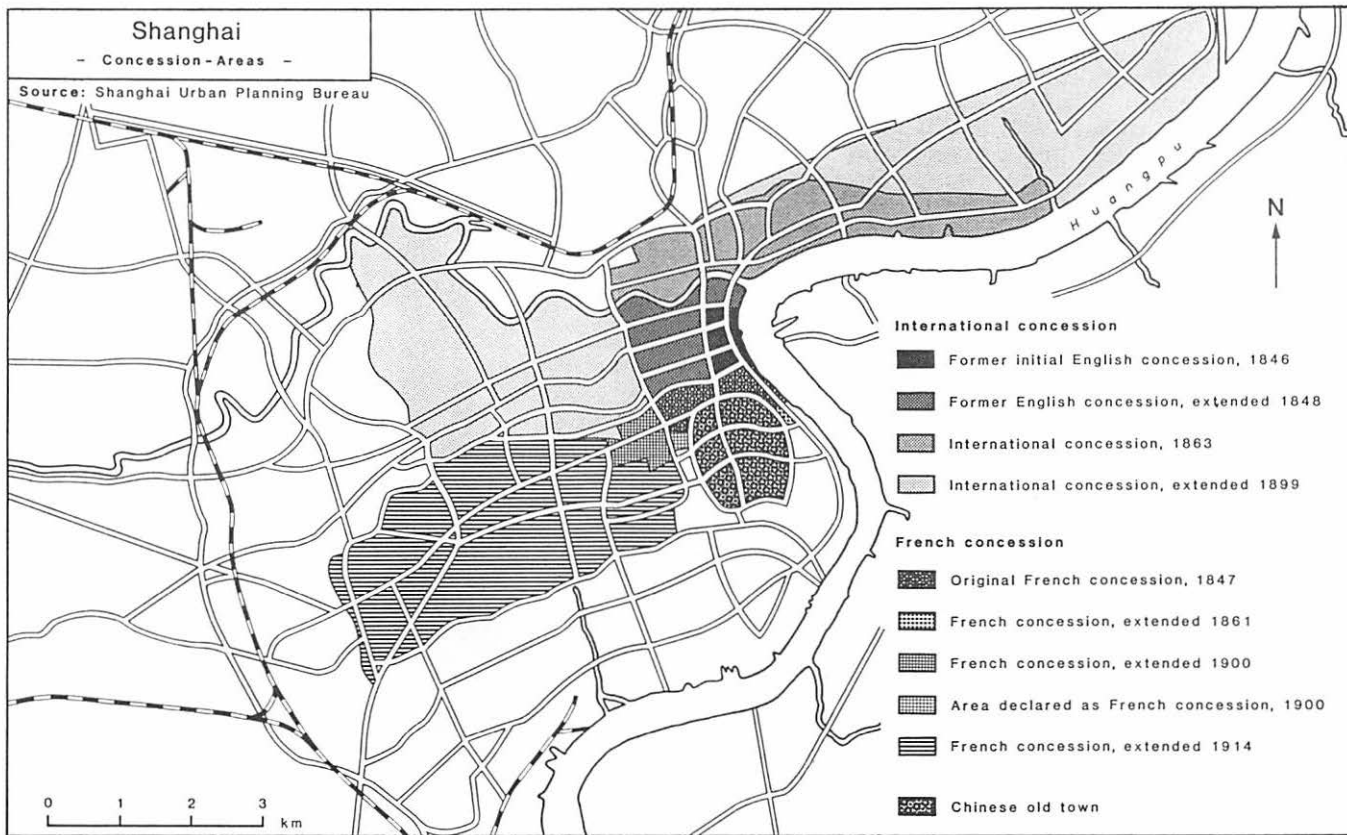 Shanghai
- Concession-Areas -
Source: Shanghai Urban Planning Bureau
Huangpu
N
International concession
Former initial English concession, 1846
Former English concession, extended 1848
International concession, 1863
International concession, extended 1899
French concession
Original French concession, 1847
French concession, extended 1861
French concession, extended 1900
Area declared as French concession, 1900
French concession, extended 1914
Chinese old town
0 1 2 3
km